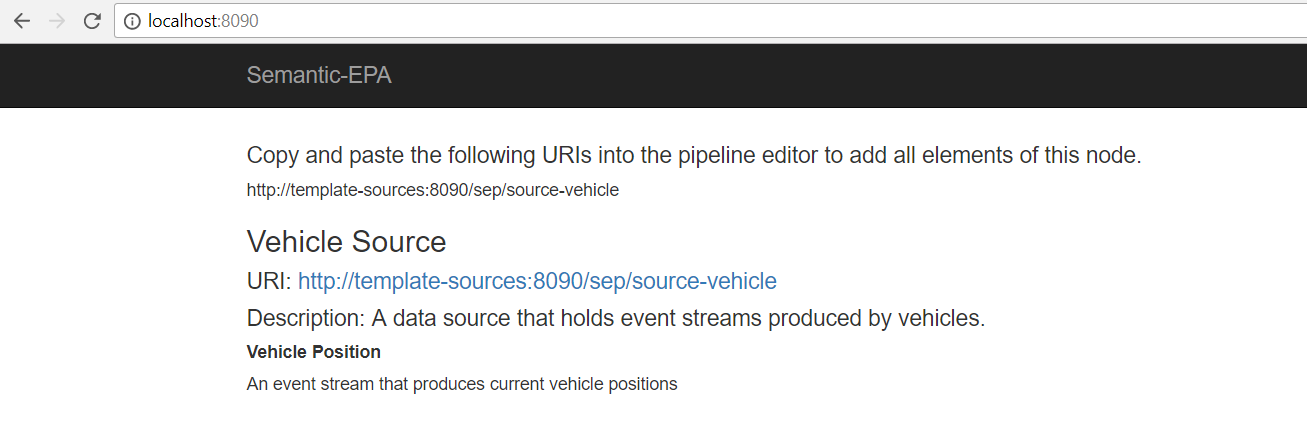 localhost:8090
Semantic-EPA
Copy and paste the following URIs into the pipeline editor to add all elements of this node.
http://template-sources:8090/sep/source-vehicle
Vehicle Source
URI: http://template-sources:8090/sep/source-vehicle
Description: A data source that holds event streams produced by vehicles.
Vehicle Position
An event stream that produces current vehicle positions